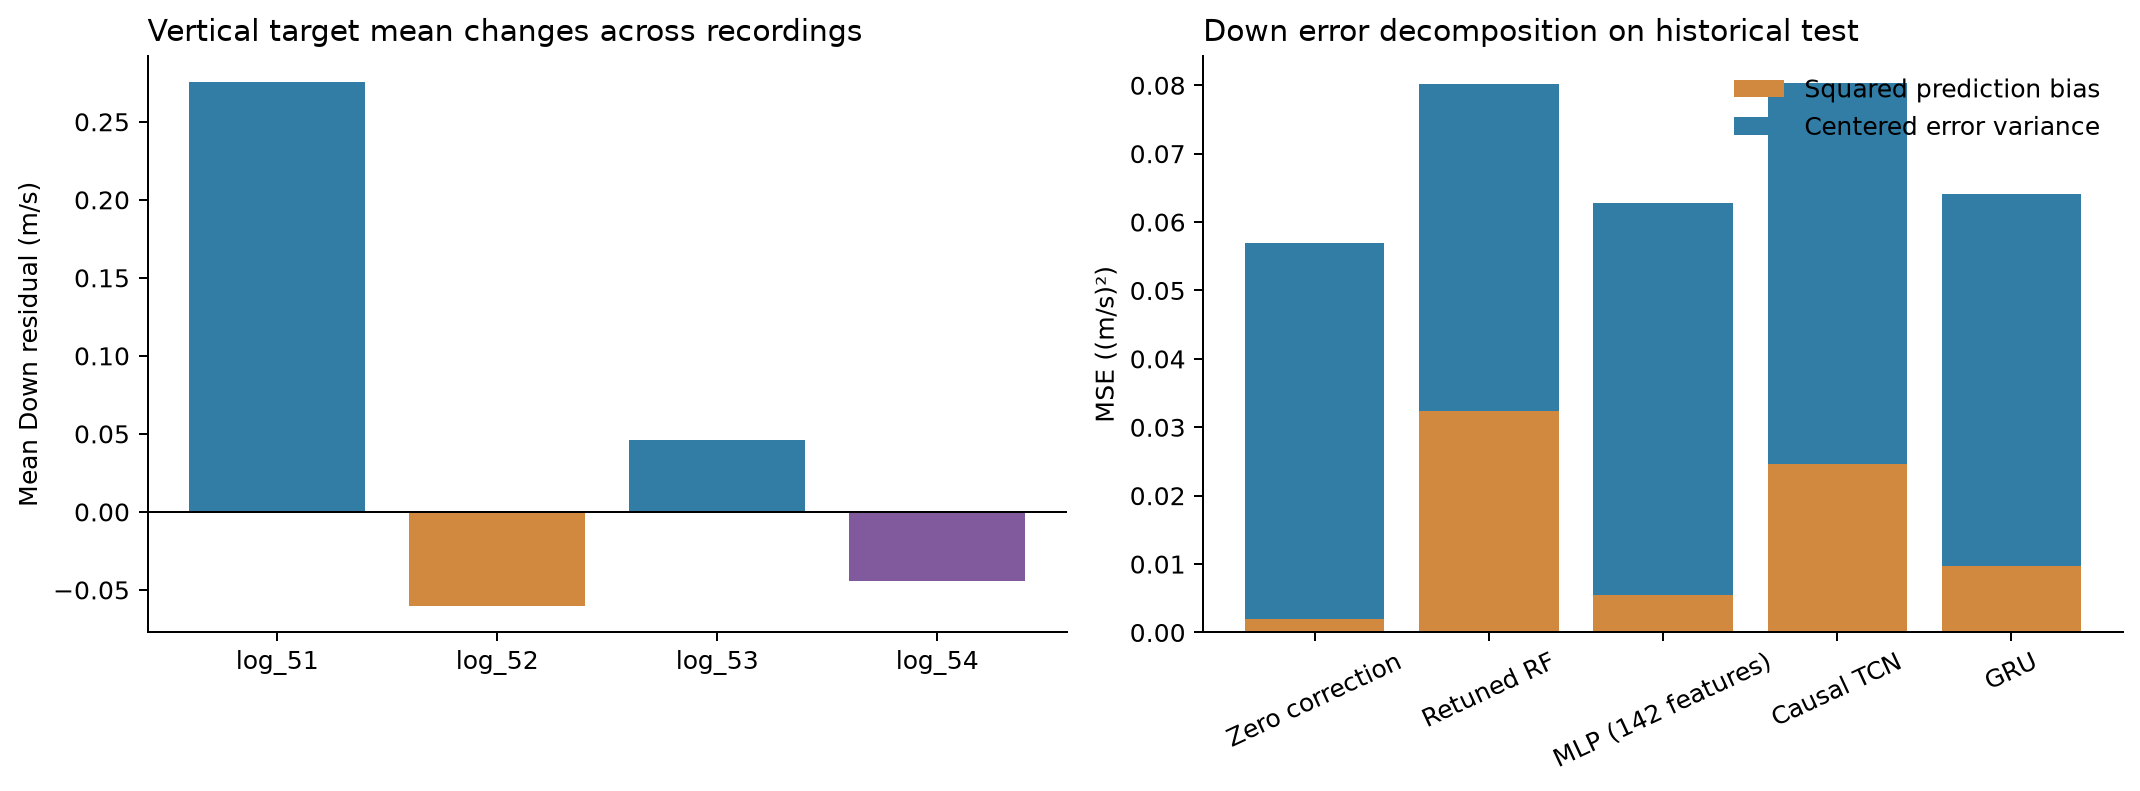 Vertical target mean changes across recordings
Mean Down residual (m/s)
0.25
0.20
0.15
0.10
0.05
0.00
−0.05
log_51
log_52
log_53
log_54
Down error decomposition on historical test
MSE ((m/s)²)
0.08
0.07
0.06
0.05
0.04
0.03
0.02
0.01
0.00
Squared prediction bias
Centered error variance
Zero correction
Retuned RF
MLP (142 features)
Causal TCN
GRU